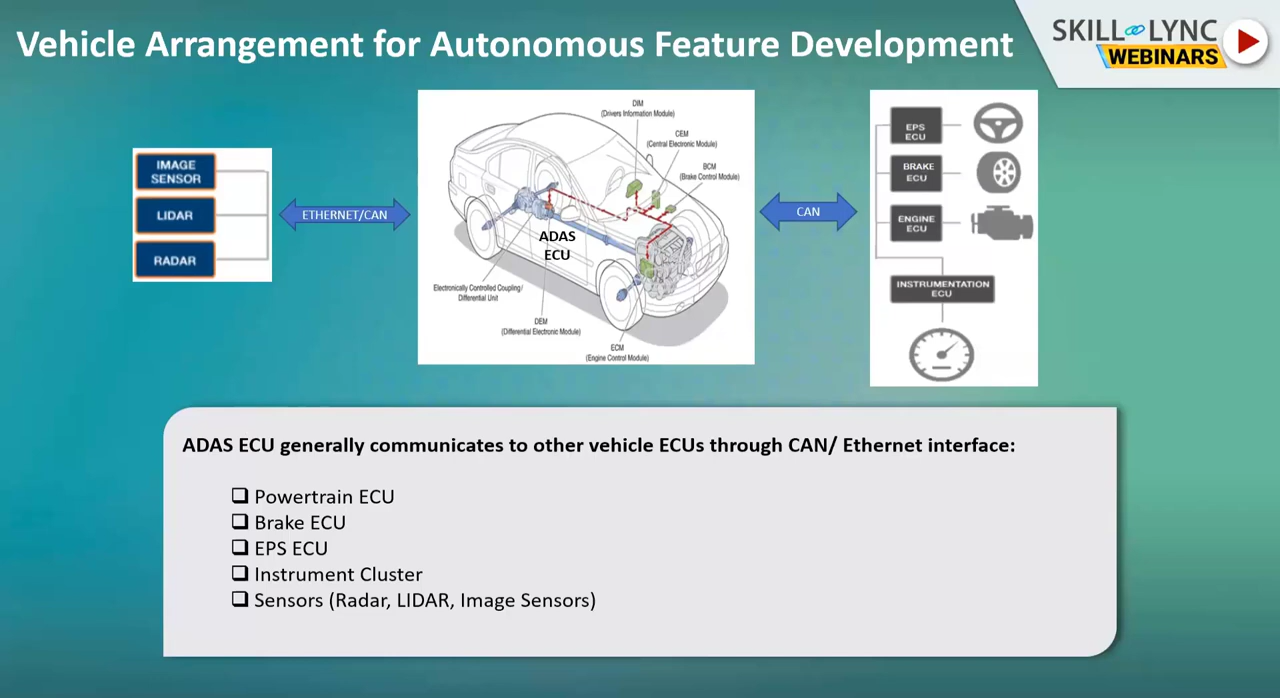 Vehicle Arrangement for Autonomous Feature Development
SKILL LYNC
WEBINARS
IMAGE
SENSOR
LIDAR
RADAR
ETHERNET/CAN
DIM
(Drivers Information Module)
CEM
(Central Electronic Module)
BCM
(Brake Control Module)
ADAS
ECU
Electronically Controlled Coupling/
Differential Unit
DEM
(Differential Electronic Module)
ECM
(Engine Control Module)
CAN
EPS
ECU
BRAKE
ECU
ENGINE
ECU
INSTRUMENTATION
ECU
ADAS ECU generally communicates to other vehicle ECUs through CAN/ Ethernet interface:
Powertrain ECU
Brake ECU
EPS ECU
Instrument Cluster
Sensors (Radar, LIDAR, Image Sensors)